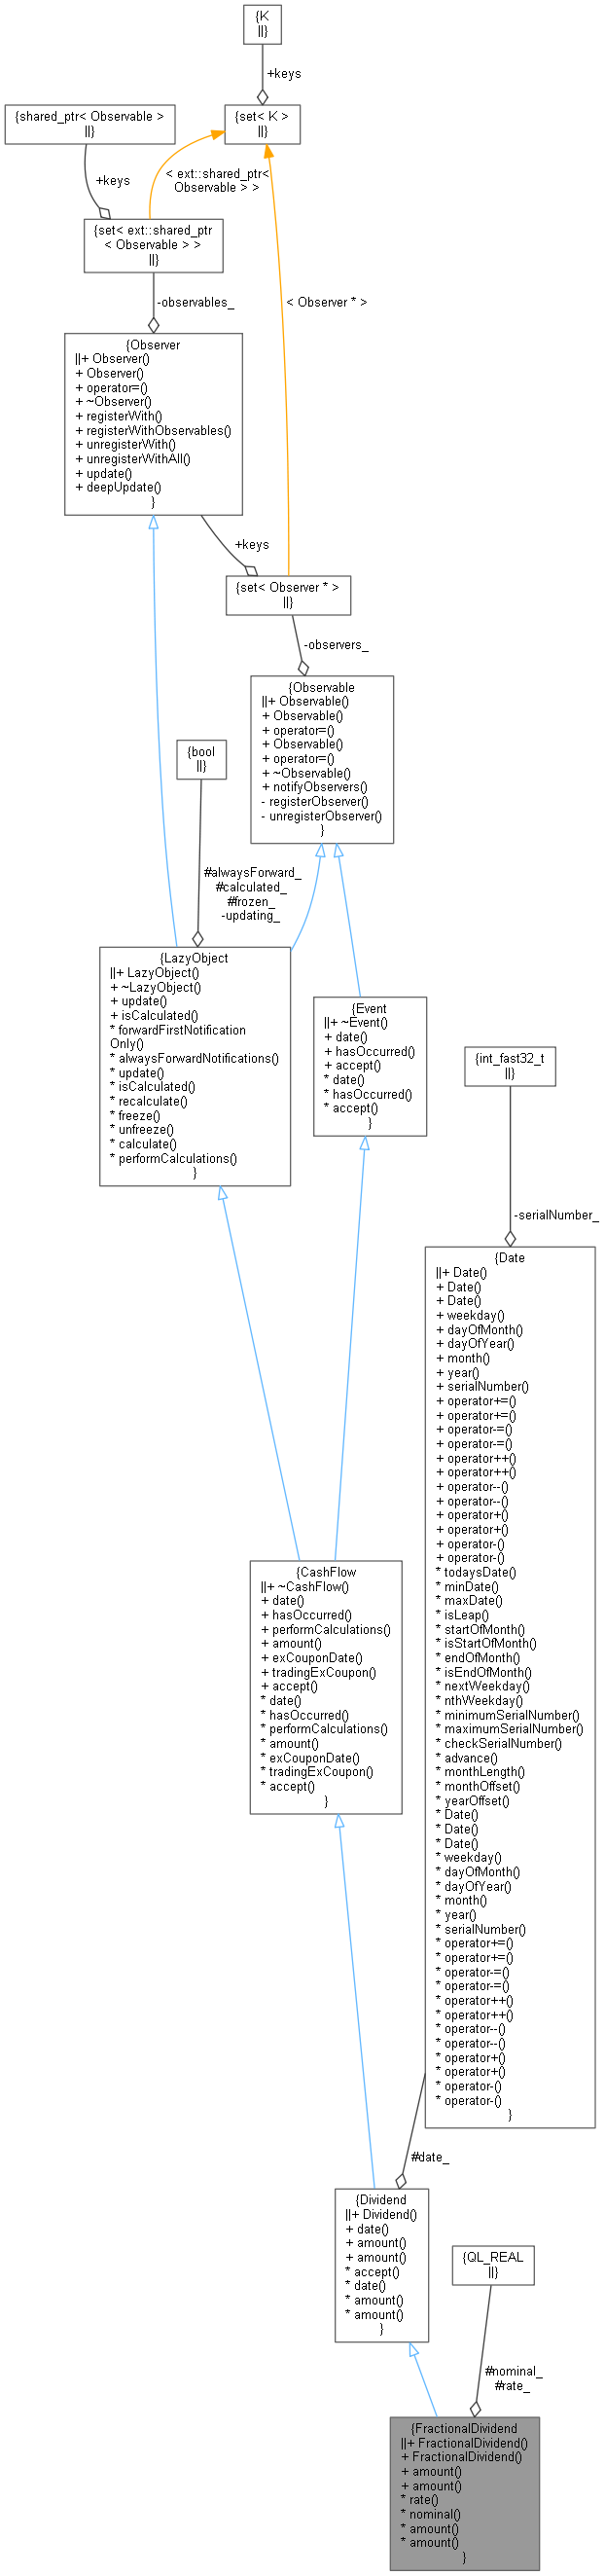 {K
||}
+keys
{shared_ptr< Observable >
||}
{set< K >
||}
+keys
< ext::shared_ptr<
Observable > >
{set< ext::shared_ptr
< Observable > >
||}
-observables_
< Observer * >
{Observer
||+ Observer()
+ Observer()
+ operator=()
+ ~Observer()
+ registerWith()
+ registerWithObservables()
+ unregisterWith()
+ unregisterWithAll()
+ update()
+ deepUpdate()
}
+keys
{set< Observer * >
||}
-observers_
{Observable
||+ Observable()
+ Observable()
+ operator=()
+ Observable()
+ operator=()
+ ~Observable()
+ notifyObservers()
- registerObserver()
- unregisterObserver()
}
{bool
||}
#alwaysForward_
#calculated_
#frozen_
-updating_
{LazyObject
||+ LazyObject()
+ ~LazyObject()
+ update()
+ isCalculated()
* forwardFirstNotification
Only()
* alwaysForwardNotifications()
* update()
* isCalculated()
* recalculate()
* freeze()
* unfreeze()
* calculate()
* performCalculations()
}
{Event
||+ ~Event()
+ date()
+ hasOccurred()
+ accept()
* date()
* hasOccurred()
* accept()
}
{int_fast32_t
||}
-serialNumber_
{Date
||+ Date()
+ Date()
+ Date()
+ weekday()
+ dayOfMonth()
+ dayOfYear()
+ month()
+ year()
+ serialNumber()
+ operator+=()
+ operator+=()
+ operator-=()
+ operator-=()
+ operator++()
+ operator++()
+ operator--()
+ operator--()
+ operator+()
+ operator+()
+ operator-()
+ operator-()
* todaysDate()
* minDate()
* maxDate()
* isLeap()
* startOfMonth()
* isStartOfMonth()
* endOfMonth()
* isEndOfMonth()
* nextWeekday()
* nthWeekday()
* minimumSerialNumber()
* maximumSerialNumber()
* checkSerialNumber()
* advance()
* monthLength()
* monthOffset()
* yearOffset()
* Date()
* Date()
* Date()
* weekday()
* dayOfMonth()
* dayOfYear()
* month()
* year()
* serialNumber()
* operator+=()
* operator+=()
* operator-=()
* operator-=()
* operator++()
* operator++()
* operator--()
* operator--()
* operator+()
* operator+()
* operator-()
* operator-()
}
{CashFlow
||+ ~CashFlow()
+ date()
+ hasOccurred()
+ performCalculations()
+ amount()
+ exCouponDate()
+ tradingExCoupon()
+ accept()
* date()
* hasOccurred()
* performCalculations()
* amount()
* exCouponDate()
* tradingExCoupon()
* accept()
}
#date_
{Dividend
||+ Dividend()
+ date()
+ amount()
+ amount()
* accept()
* date()
* amount()
* amount()
}
{QL_REAL
||}
#nominal_
#rate_
{FractionalDividend
||+ FractionalDividend()
+ FractionalDividend()
+ amount()
+ amount()
* rate()
* nominal()
* amount()
* amount()
}